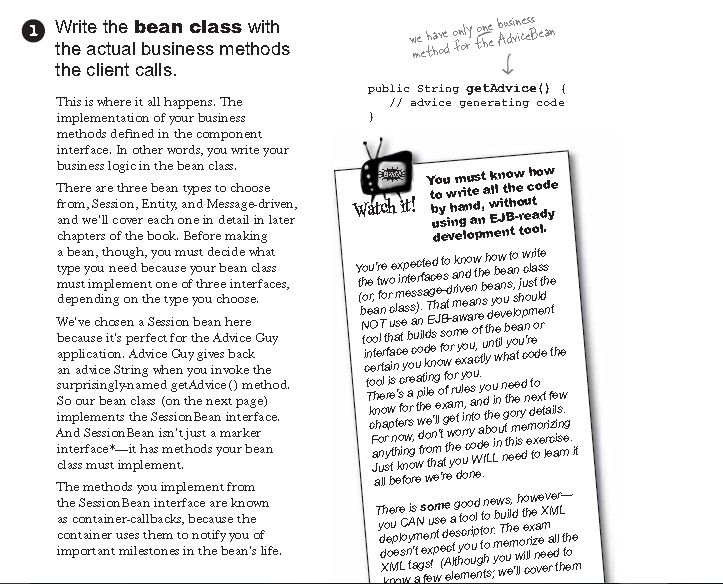 1 Write the bean class with
the actual business methods
the client calls.
This is where it all happens. The
implementation of your business
methods defined in the component
interface. In other words, you write your
business logic in the bean class.
There are three bean types to choose
from, Session, Entity, and Message-driven,
and we'll cover each one in detail in later
chapters of the book. Before making
a bean, though, you must decide what
type you need because your bean class
must implement one of three interfaces,
depending on the type you choose.
We've chosen a Session bean here
because it's perfect for the Advice Guy
application. Advice Guy gives back
an advice String when you invoke the
surprisingly-named getAdvice() method.
So our bean class (on the next page)
implements the SessionBean interface.
And SessionBean isn't just a marker
interface*—it has methods your bean
class must implement.
The methods you implement from
the SessionBean interface are known
as container-callbacks, because the
container uses them to notify you of
important milestones in the bean's life.
we have only one business
method for the AdviceBean
public String getAdvice() {
// advice generating code
}
BANG!
Watch it!
You must know how
to write all the code
by hand, without
using an EJB-ready
development tool.
You're expected to know how to write
the two interfaces and the bean class
(or, for message-driven beans, just the
bean class). That means you should
NOT use an EJB-aware development
tool that builds some of the bean or
interface code for you, until you're
certain you know exactly what code the
tool is creating for you.
There's a pile of rules you need to
know for the exam, and in the next few
chapters we'll get into the gory details.
For now, don't worry about memorizing
anything from the code in this exercise.
Just know that you WILL need to learn it
all before we're done.
There is some good news, however—
you CAN use a tool to build the XML
deployment descriptor. The exam
doesn't expect you to memorize all the
XML tags! (Although you will need to
know a few elements; we'll cover them